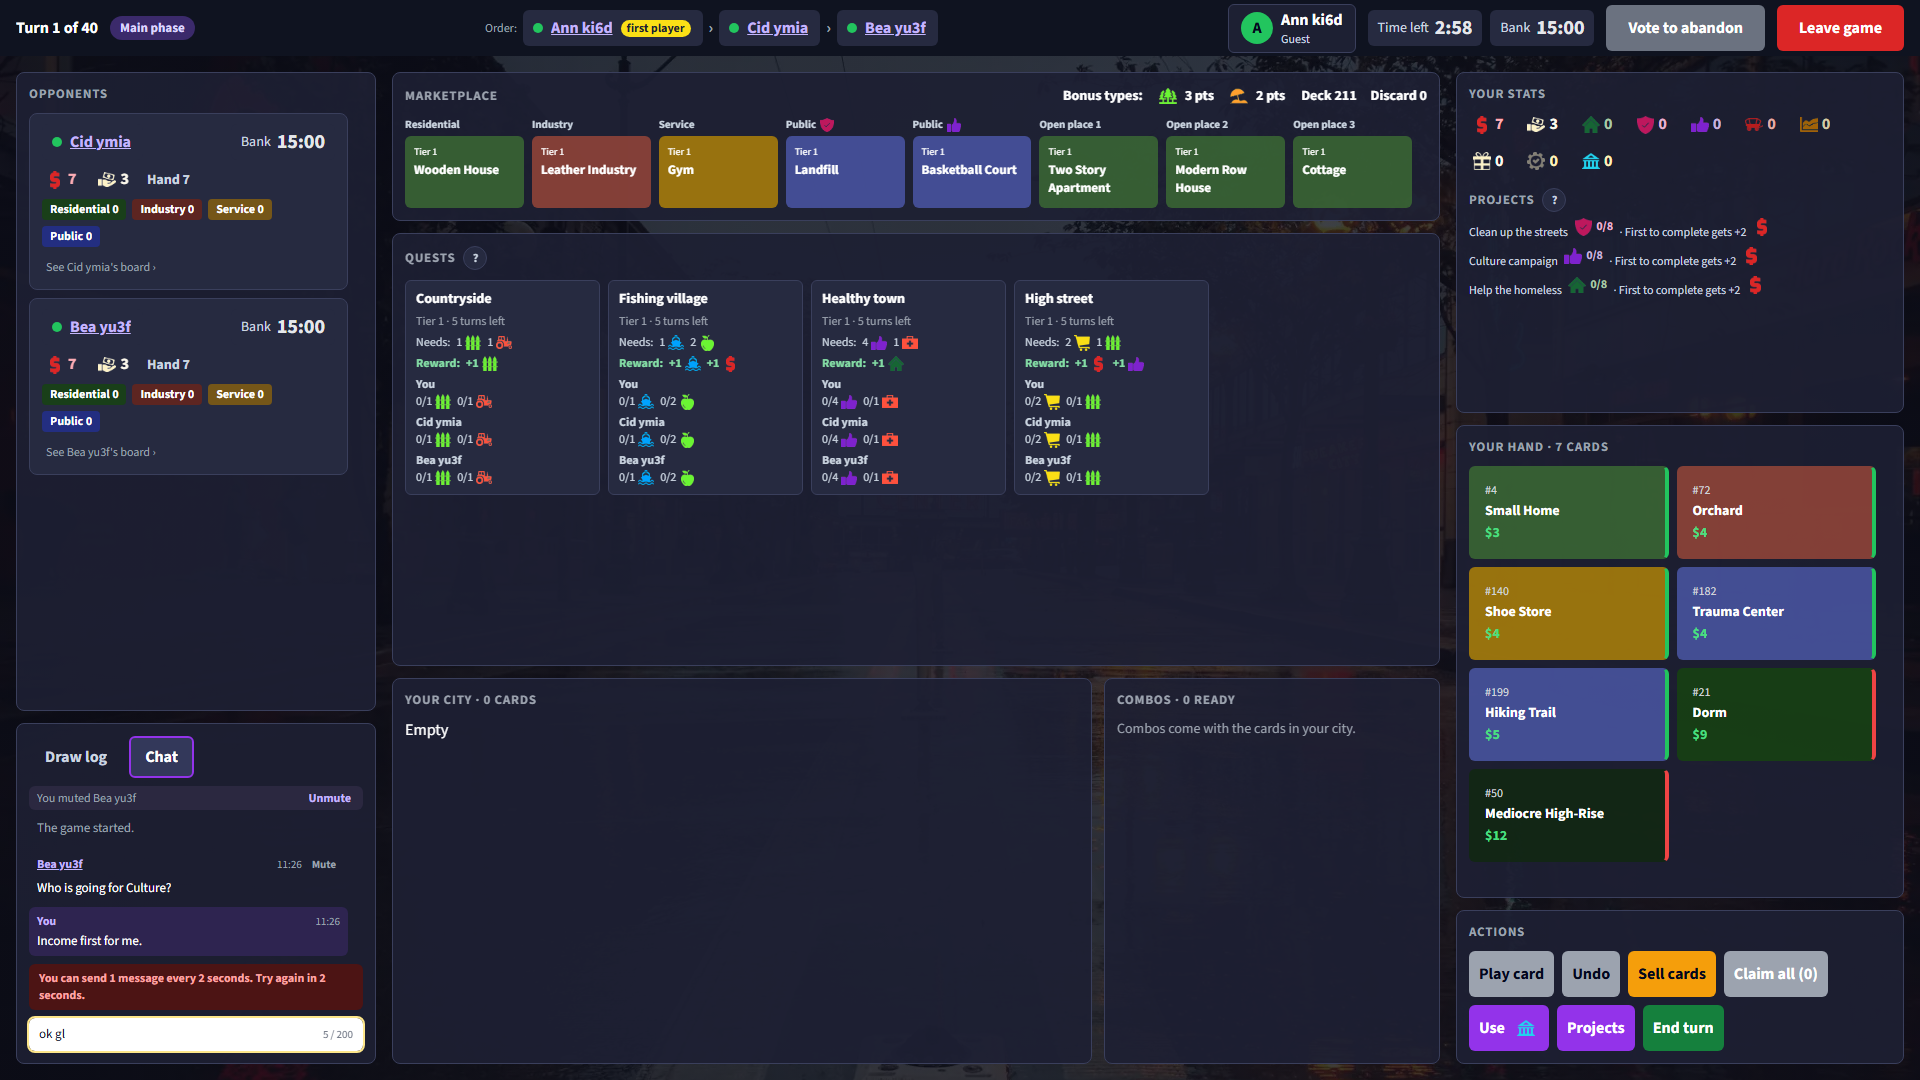 Turn 1 of 40 Main phase
Order: Ann ki6d first player › Cid ymia › Bea yu3f
A Ann ki6d Guest
Time left 2:58 Bank 15:00 Vote to abandon Leave game
OPPONENTS
Cid ymia Bank 15:00
7 3 Hand 7
Residential 0 Industry 0 Service 0
Public 0
See Cid ymia's board ›
Bea yu3f Bank 15:00
7 3 Hand 7
Residential 0 Industry 0 Service 0
Public 0
See Bea yu3f's board ›
Draw log Chat
You muted Bea yu3f Unmute
The game started.
Bea yu3f 11:26 Mute
Who is going for Culture?
You 11:26
Income first for me.
You can send 1 message every 2 seconds. Try again in 2
seconds.
ok gl 5 / 200
MARKETPLACE Bonus types: 3 pts 2 pts Deck 211 Discard 0
Residential Industry Service Public Public Open place 1 Open place 2 Open place 3
Tier 1 Wooden House
Tier 1 Leather Industry
Tier 1 Gym
Tier 1 Landfill
Tier 1 Basketball Court
Tier 1 Two Story Apartment
Tier 1 Modern Row House
Tier 1 Cottage
QUESTS ?
Countryside
Tier 1 · 5 turns left
Needs: 1 1
Reward: +1
You
0/1 0/1
Cid ymia
0/1 0/1
Bea yu3f
0/1 0/1
Fishing village
Tier 1 · 5 turns left
Needs: 1 2
Reward: +1 +1
You
0/1 0/2
Cid ymia
0/1 0/2
Bea yu3f
0/1 0/2
Healthy town
Tier 1 · 5 turns left
Needs: 4 1
Reward: +1
You
0/4 0/1
Cid ymia
0/4 0/1
Bea yu3f
0/4 0/1
High street
Tier 1 · 5 turns left
Needs: 2 1
Reward: +1 +1
You
0/2 0/1
Cid ymia
0/2 0/1
Bea yu3f
0/2 0/1
YOUR CITY · 0 CARDS
Empty
COMBOS · 0 READY
Combos come with the cards in your city.
YOUR STATS
$ 7 3 0 0 0 0 0
0 0 0
PROJECTS ?
Clean up the streets 0/8 · First to complete gets +2 $
Culture campaign 0/8 · First to complete gets +2 $
Help the homeless 0/8 · First to complete gets +2 $
YOUR HAND · 7 CARDS
#4
Small Home
$3
#72
Orchard
$4
#140
Shoe Store
$4
#182
Trauma Center
$4
#199
Hiking Trail
$5
#21
Dorm
$9
#50
Mediocre High-Rise
$12
ACTIONS
Play card Undo Sell cards Claim all (0)
Use Projects End turn